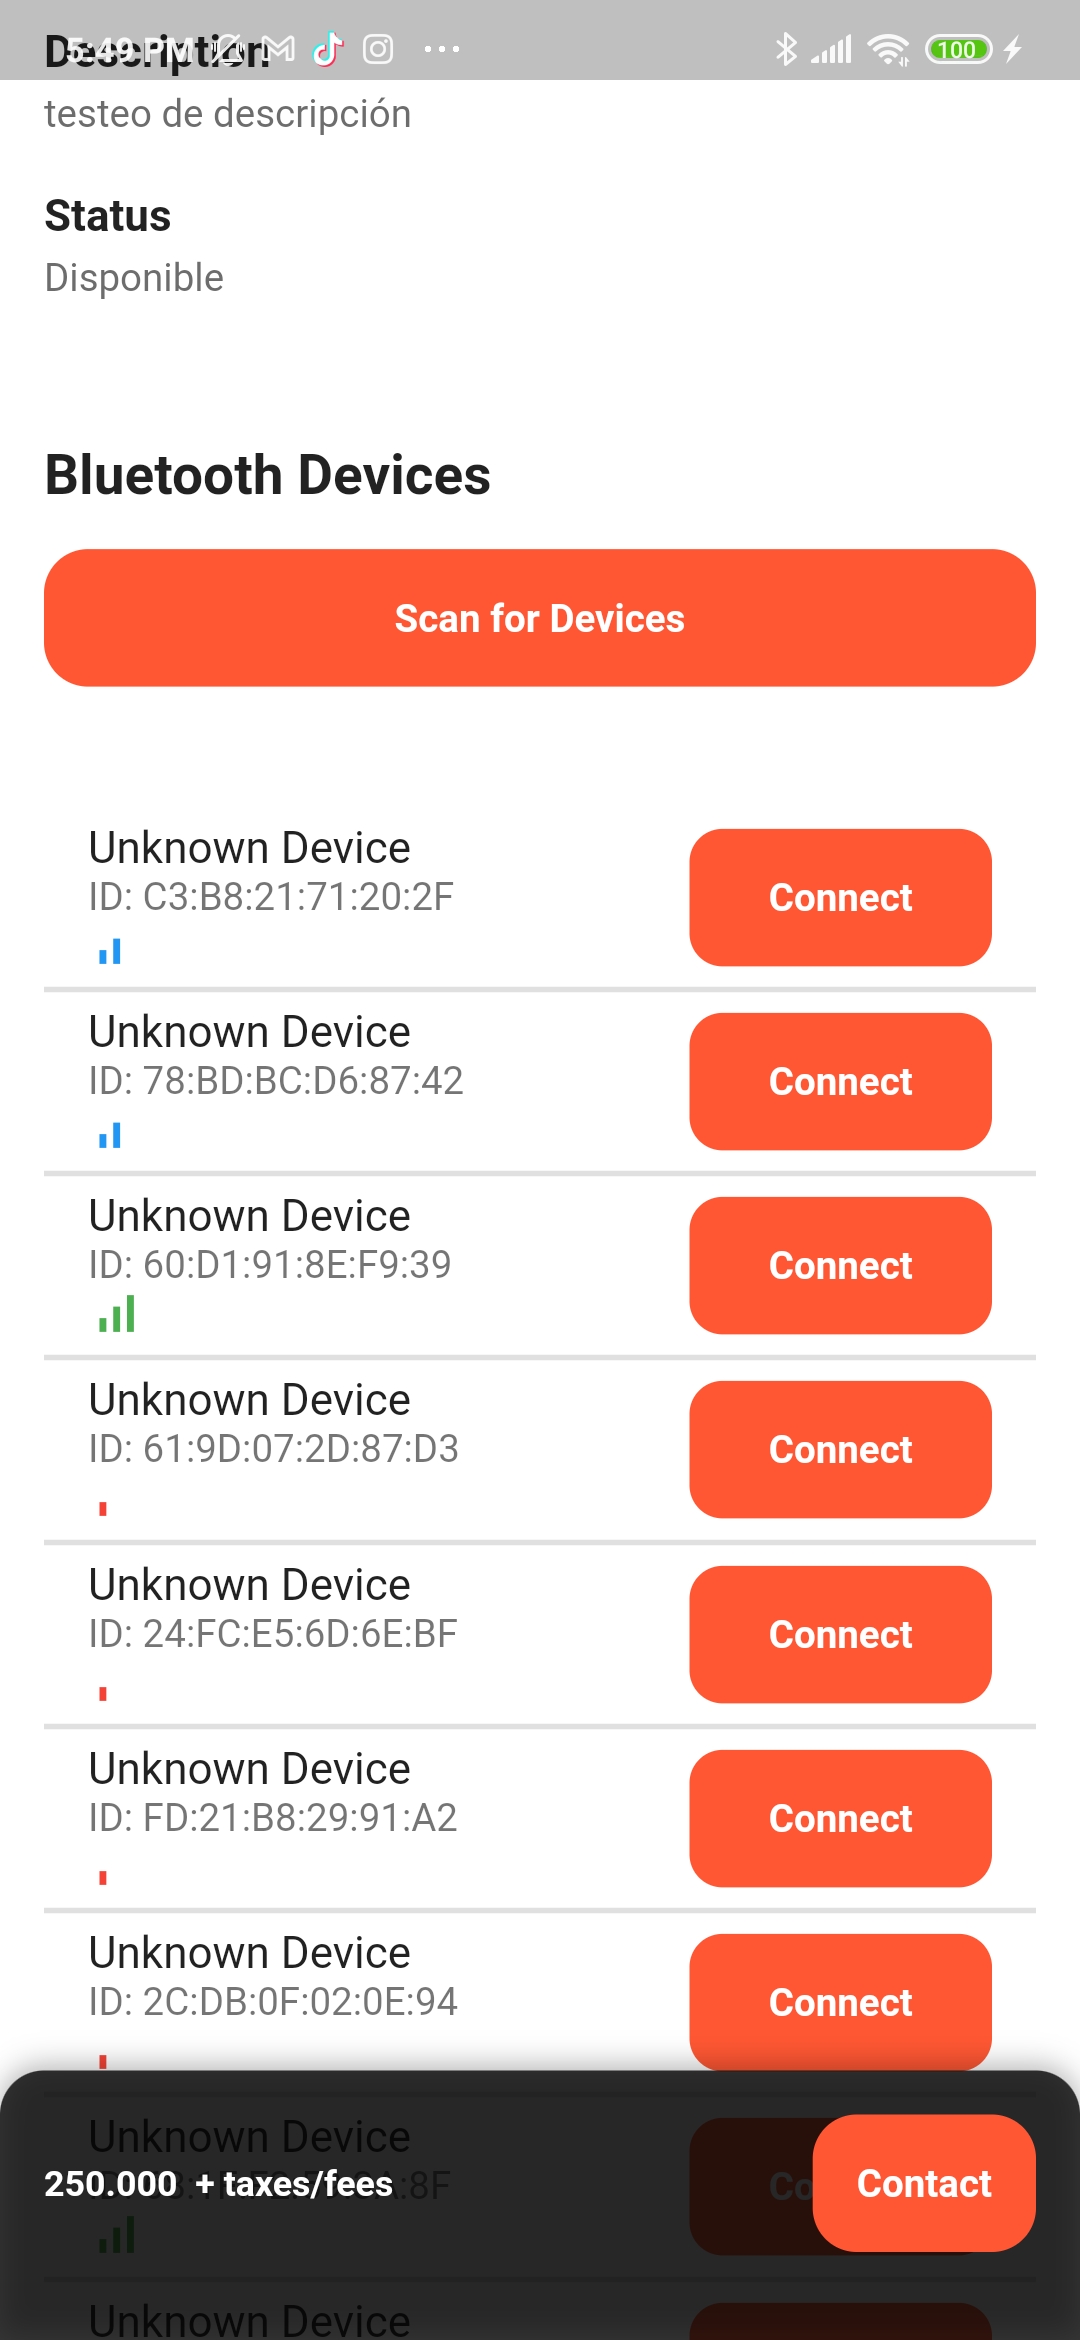 Description
5:49 PM
100
testeo de descripción
Status
Disponible
Bluetooth Devices
Scan for Devices
Unknown Device
ID: C3:B8:21:71:20:2F
Connect
Unknown Device
ID: 78:BD:BC:D6:87:42
Connect
Unknown Device
ID: 60:D1:91:8E:F9:39
Connect
Unknown Device
ID: 61:9D:07:2D:87:D3
Connect
Unknown Device
ID: 24:FC:E5:6D:6E:BF
Connect
Unknown Device
ID: FD:21:B8:29:91:A2
Connect
Unknown Device
ID: 2C:DB:0F:02:0E:94
Connect
Unknown Device
250.000 + taxes/fees
Contact
Unknown Device